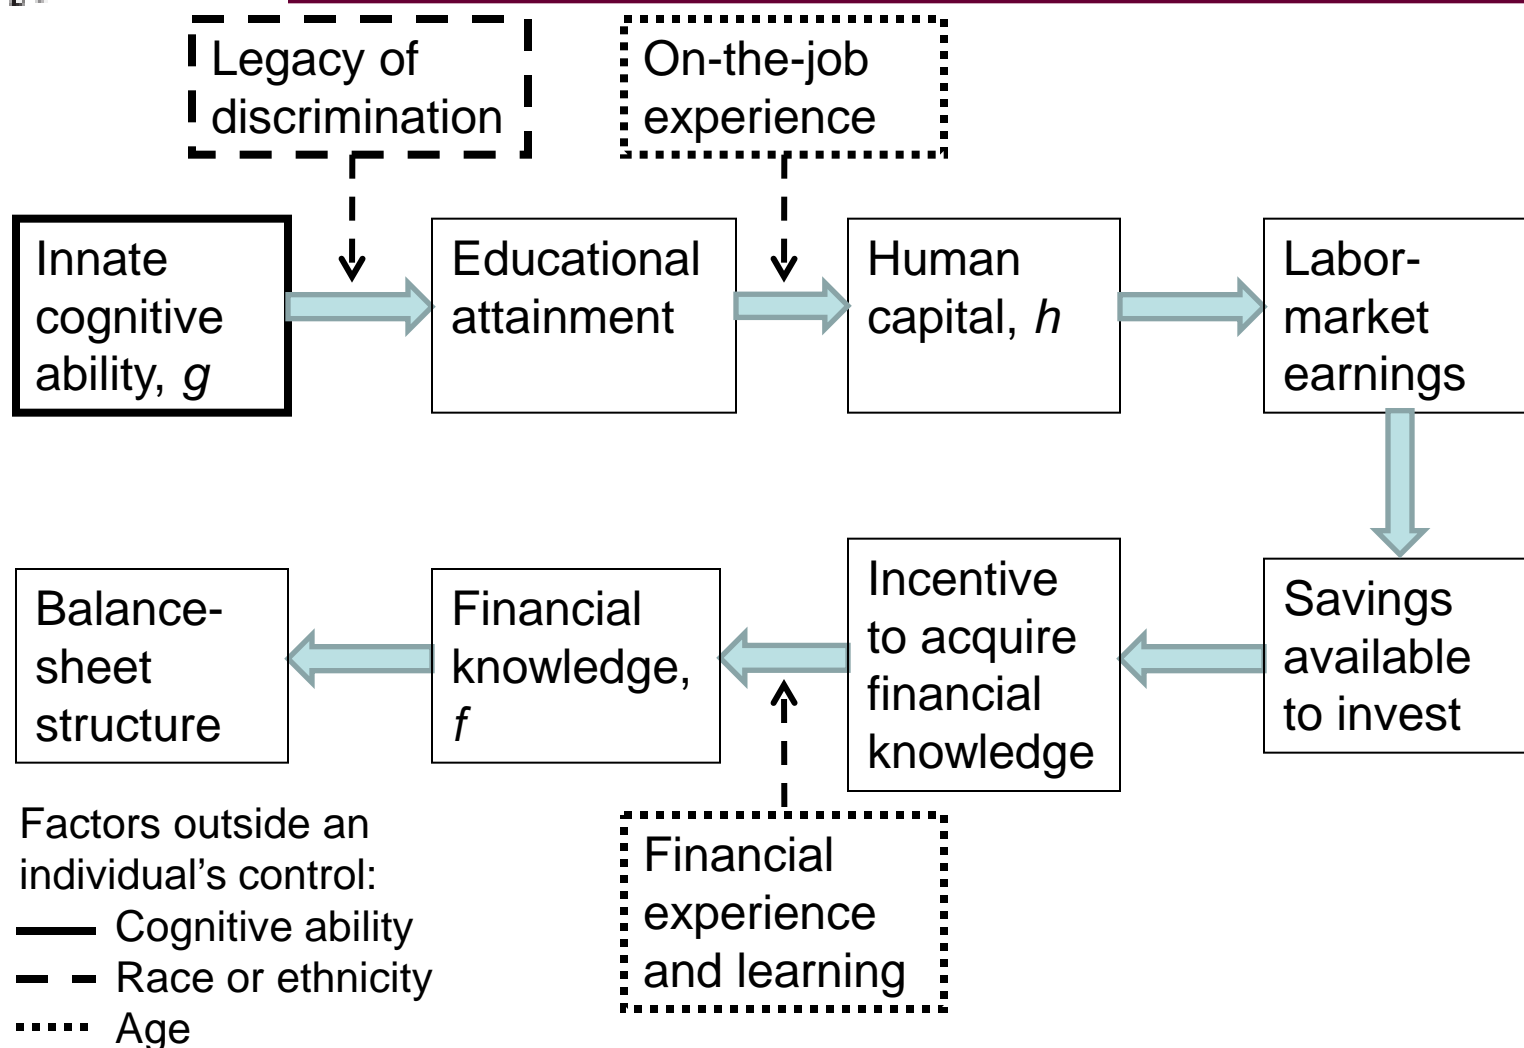 Legacy of
discrimination
On-the-job
experience
Innate
cognitive
ability, g
Educational
attainment
Human
capital, h
Labor-
market
earnings
Balance-
sheet
structure
Financial
knowledge,
f
Incentive
to acquire
financial
knowledge
Savings
available
to invest
Factors outside an
individual’s control:
Cognitive ability
Race or ethnicity
Age
Financial
experience
and learning